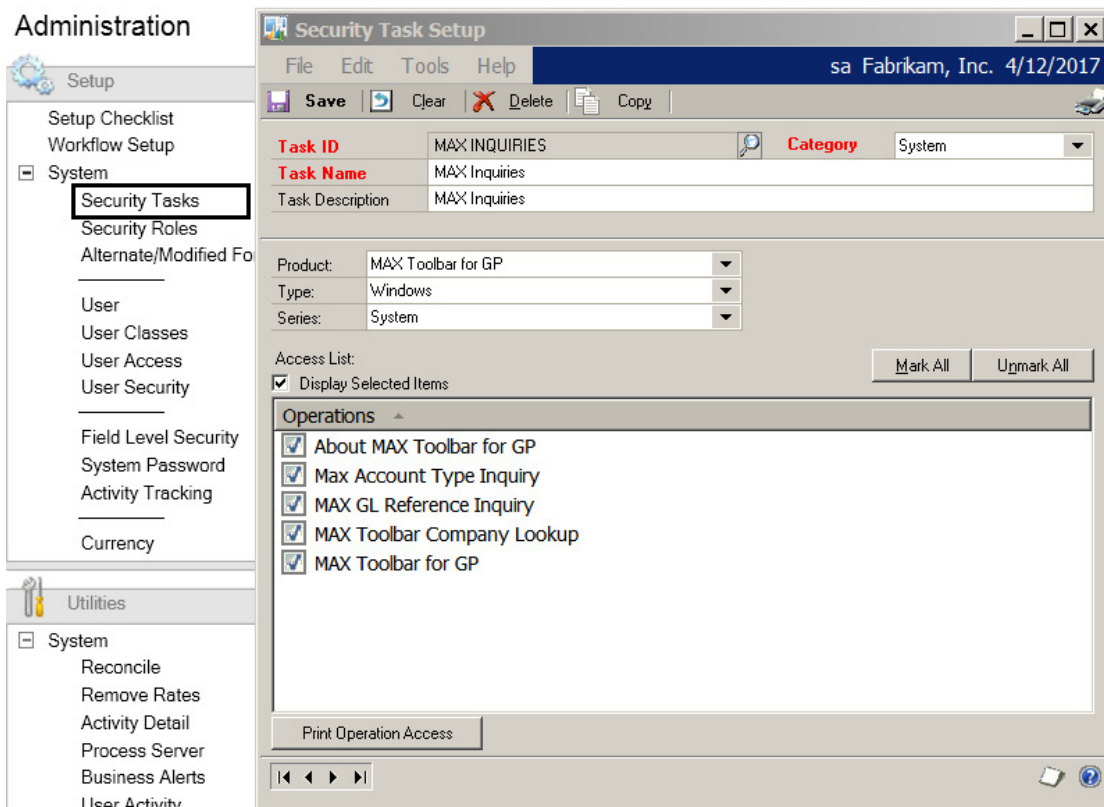 Administration
Setup
Setup Checklist
Workflow Setup
System
Security Tasks
Security Roles
Alternate/Modified Fo
User
User Classes
User Access
User Security
Field Level Security
System Password
Activity Tracking
Currency
Utilities
System
Reconcile
Remove Rates
Activity Detail
Process Server
Business Alerts
User Activity
Security Task Setup
File Edit Tools Help sa Fabrikam, Inc. 4/12/2017
Save Clear Delete Copy
Task ID MAX INQUIRIES Category System
Task Name MAX Inquiries
Task Description MAX Inquiries
Product: MAX Toolbar for GP
Type: Windows
Series: System
Access List:
Mark All Unmark All
Display Selected Items
Operations
About MAX Toolbar for GP
Max Account Type Inquiry
MAX GL Reference Inquiry
MAX Toolbar Company Lookup
MAX Toolbar for GP
Print Operation Access